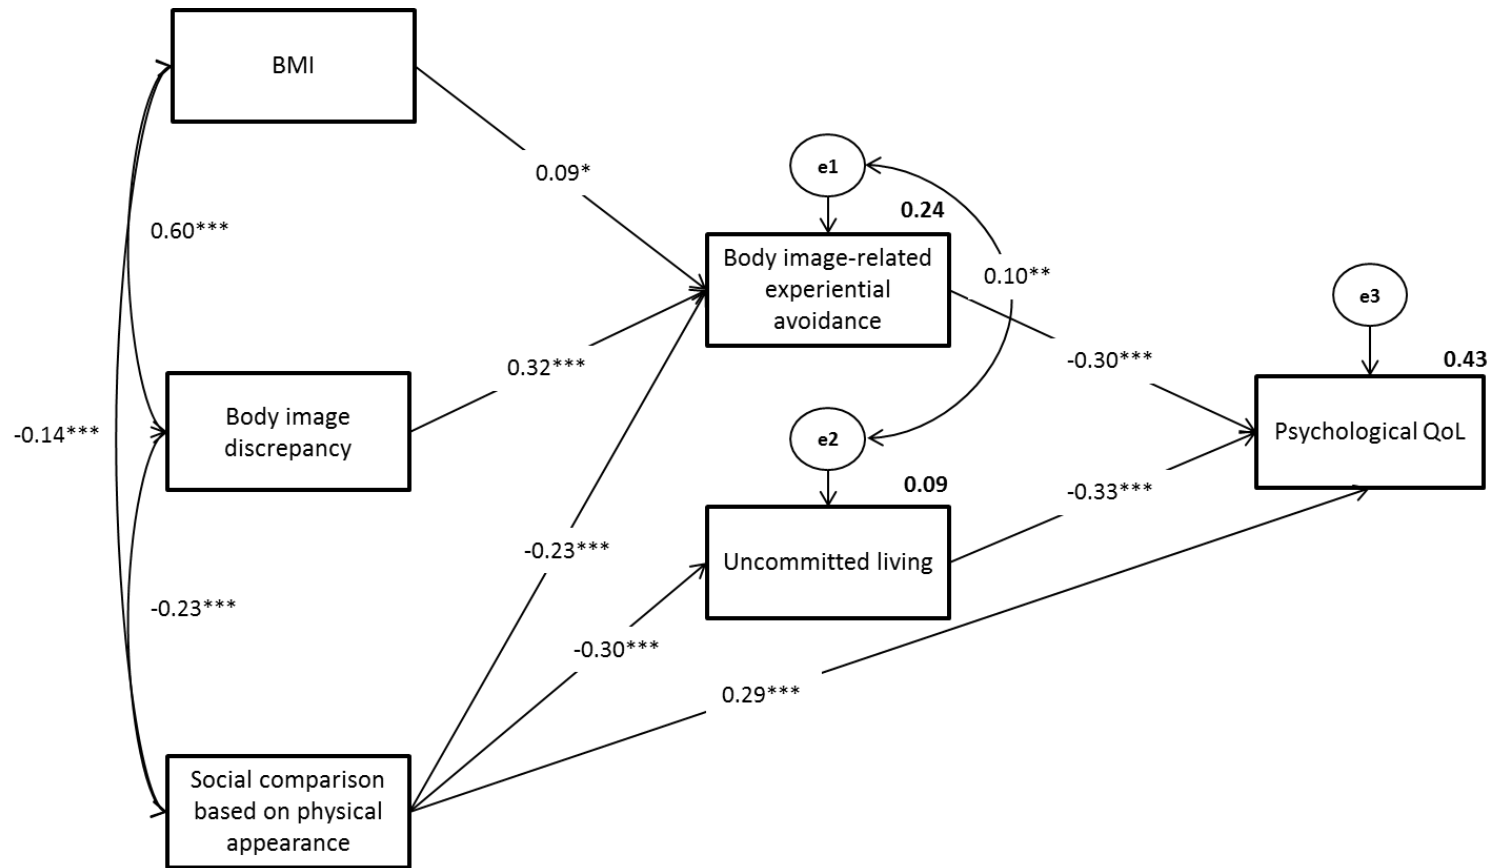 BMI
0.09*
e1
0.24
0.60***
Body image-related
experiential
avoidance
0.10**
e3
-0.30***
0.43
0.32***
Body image
discrepancy
-0.14***
e2
Psychological QoL
0.09
-0.33***
-0.23***
Uncommitted living
-0.23***
-0.30***
0.29***
Social comparison
based on physical
appearance